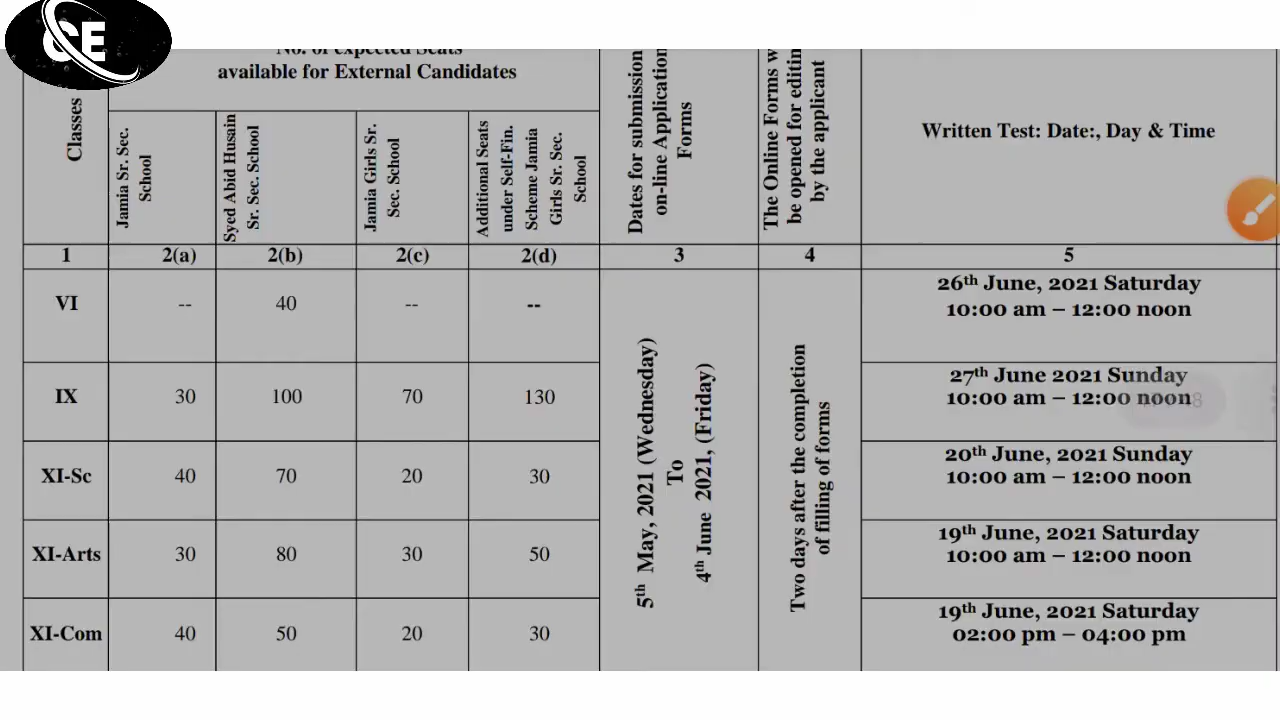 CE
No. of expected Seats
available for External Candidates
Classes
Jamia Sr. Sec.
School
Syed Abid Husain
Sr. Sec. School
Jamia Girls Sr.
Sec. School
Additional Seats
under Self-Fin.
Scheme Jamia
Girls Sr. Sec.
School
Dates for submission
on-line Application
Forms
The Online Forms
be opened for editin
by the applicant
Written Test: Date:, Day & Time
1 2(a) 2(b) 2(c) 2(d) 3 4 5
VI -- 40 -- --
26th June, 2021 Saturday
10:00 am – 12:00 noon
IX 30 100 70 130
27th June 2021 Sunday
10:00 am – 12:00 noon
XI-Sc 40 70 20 30
20th June, 2021 Sunday
10:00 am – 12:00 noon
XI-Arts 30 80 30 50
19th June, 2021 Saturday
10:00 am – 12:00 noon
XI-Com 40 50 20 30
19th June, 2021 Saturday
02:00 pm – 04:00 pm
5th May, 2021 (Wednesday)
To
4th June 2021, (Friday)
Two days after the completion
of filling of forms